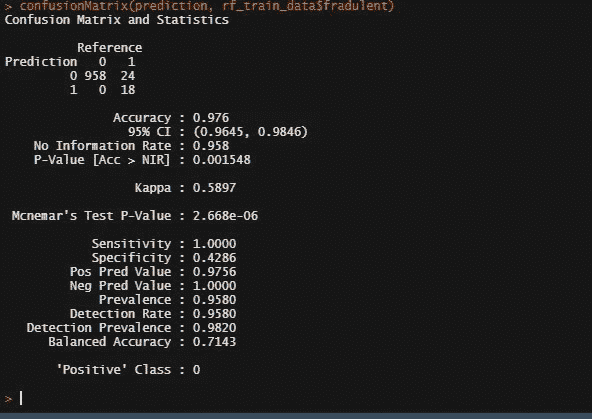 > confusionMatrix(prediction, rf_train_data$fradulent)
Confusion Matrix and Statistics
Reference
Prediction 0 1
0 958 24
1 0 18
Accuracy : 0.976
95% CI : (0.9645, 0.9846)
No Information Rate : 0.958
P-Value [Acc > NIR] : 0.001548
Kappa : 0.5897
Mcnemar's Test P-Value : 2.668e-06
Sensitivity : 1.0000
Specificity : 0.4286
Pos Pred Value : 0.9756
Neg Pred Value : 1.0000
Prevalence : 0.9580
Detection Rate : 0.9580
Detection Prevalence : 0.9820
Balanced Accuracy : 0.7143
'Positive' Class : 0
>